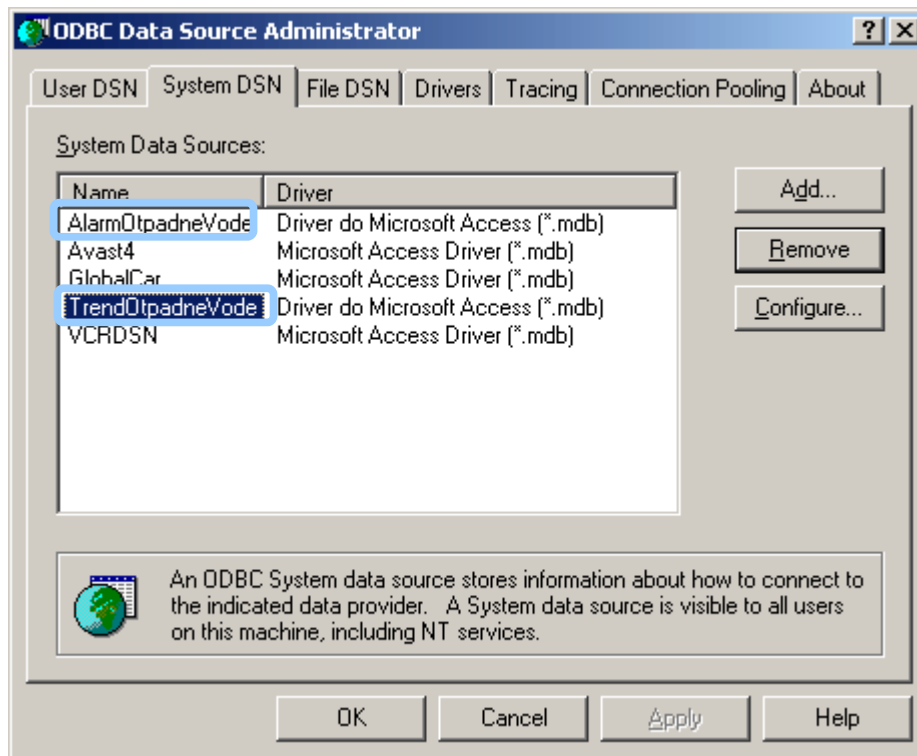 ODBC Data Source Administrator
User DSN System DSN File DSN Drivers Tracing Connection Pooling About
System Data Sources:
Name Driver
AlarmOtpadneVode Driver do Microsoft Access (*.mdb)
Avast4 Microsoft Access Driver (*.mdb)
GlobalCar Microsoft Access Driver (*.mdb)
TrendOtpadneVode Driver do Microsoft Access (*.mdb)
VCRDSN Microsoft Access Driver (*.mdb)
Add...
Remove
Configure...
An ODBC System data source stores information about how to connect to
the indicated data provider. A System data source is visible to all users
on this machine, including NT services.
OK Cancel Apply Help